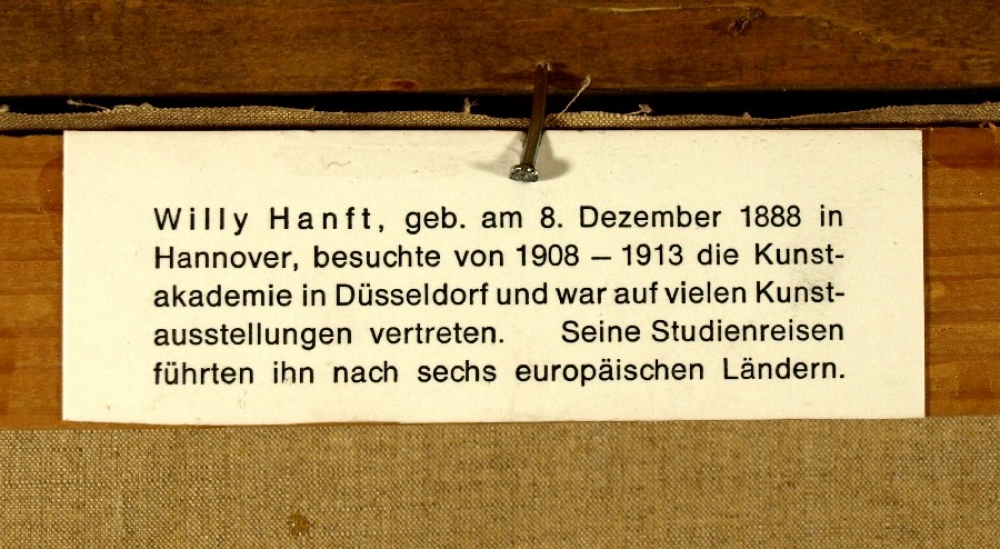 Willy Hanft, geb. am 8. Dezember 1888 in
Hannover, besuchte von 1908 – 1913 die Kunst-
akademie in Düsseldorf und war auf vielen Kunst-
ausstellungen vertreten. Seine Studienreisen
führten ihn nach sechs europäischen Ländern.